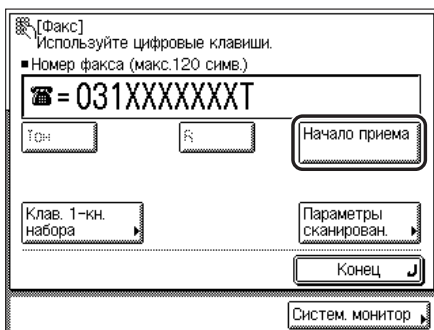 [Факс]
Используйте цифровые клавиши.
Номер факса (макс.120 симв.)
= 031XXXXXXXT
Тон
R
Начало приема
Клав. 1-кн.
набора
Параметры
сканирован.
Конец
Систем. монитор